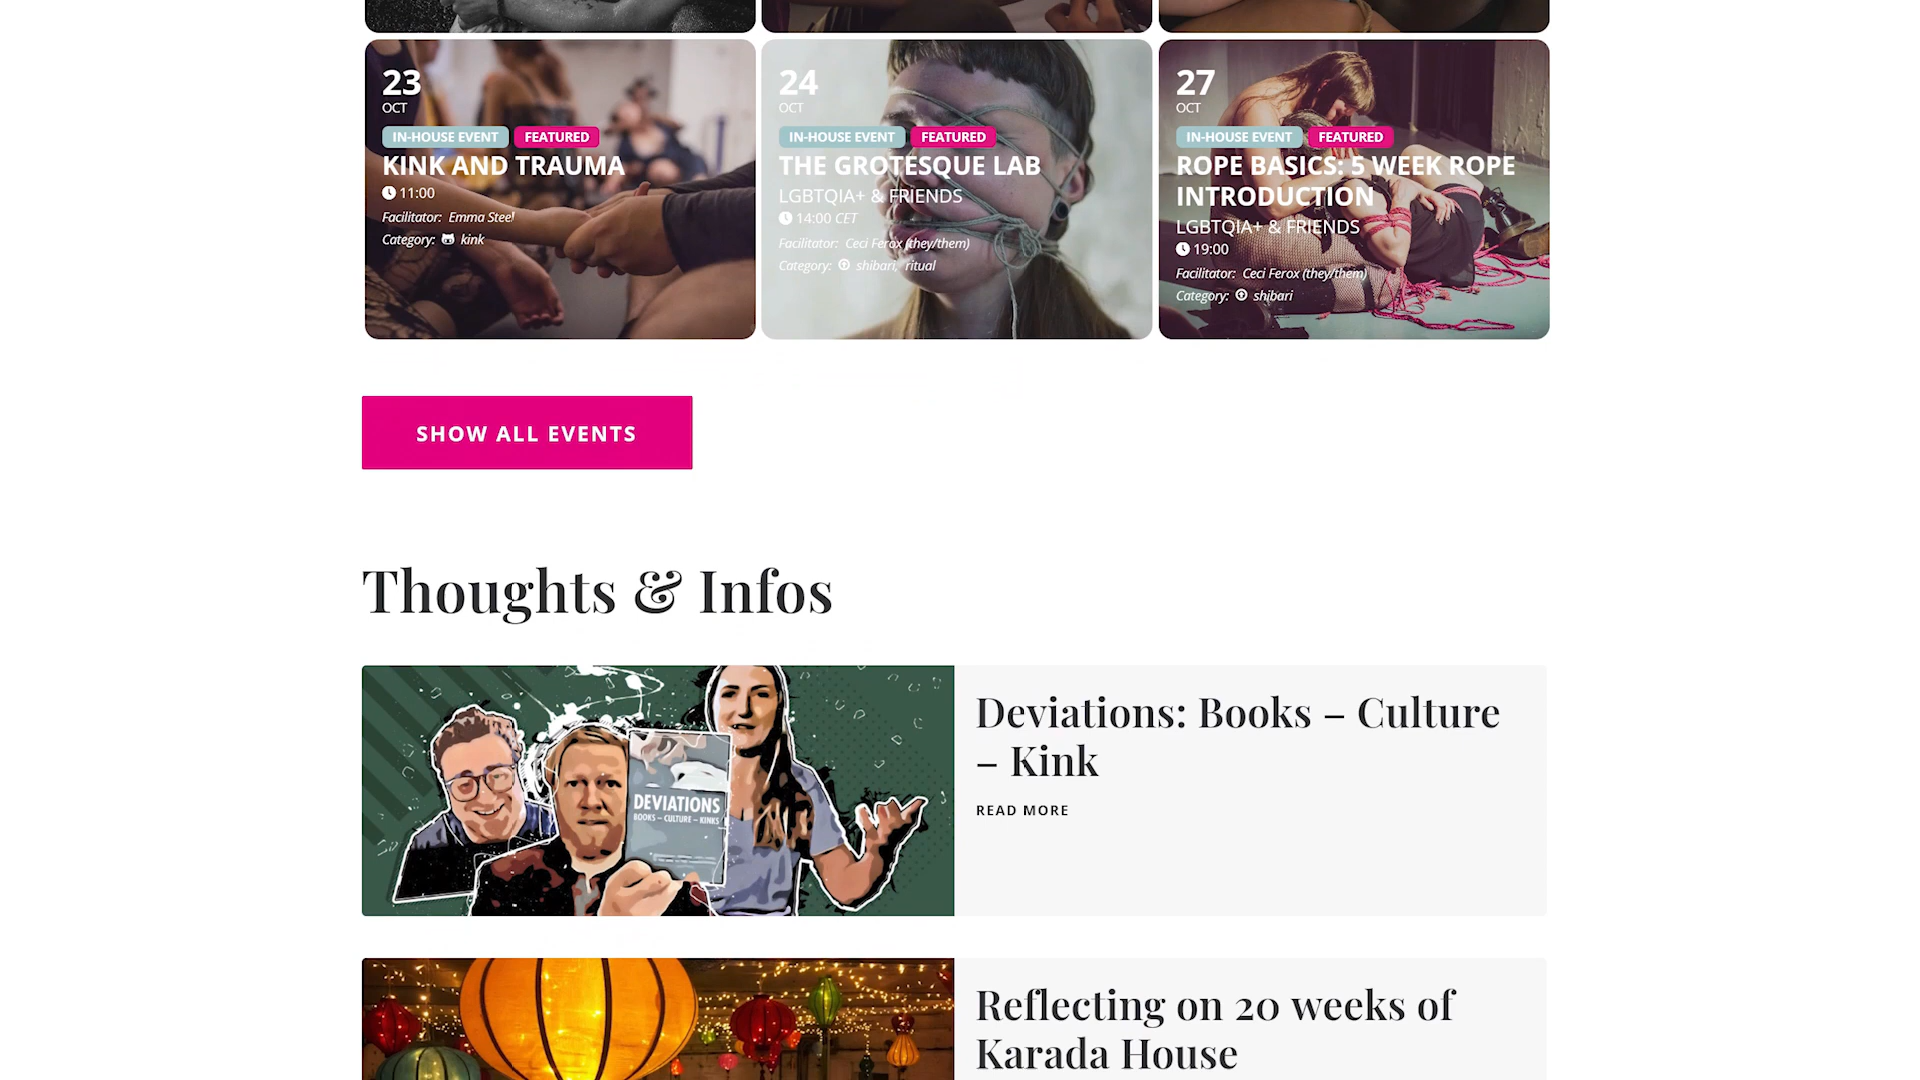 23
OCT
IN-HOUSE EVENT FEATURED
KINK AND TRAUMA
11:00
Facilitator: Emma Steel
Category: kink
24
OCT
IN-HOUSE EVENT FEATURED
THE GROTESQUE LAB
LGBTQIA+ & FRIENDS
14:00 CET
Facilitator: Ceci Ferox (they/them)
Category: shibari, ritual
27
OCT
IN-HOUSE EVENT FEATURED
ROPE BASICS: 5 WEEK ROPE
INTRODUCTION
LGBTQIA+ & FRIENDS
19:00
Facilitator: Ceci Ferox (they/them)
Category: shibari
SHOW ALL EVENTS
Thoughts & Infos
DEVIATIONS
BOOKS – CULTURE – KINKS
Deviations: Books – Culture
– Kink
READ MORE
Reflecting on 20 weeks of
Karada House